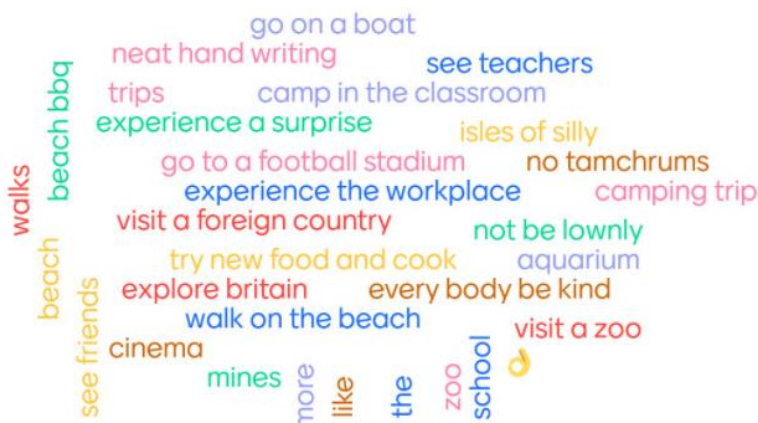 go on a boat
neat hand writing
see teachers
trips
camp in the classroom
beach bbq
experience a surprise
isles of silly
go to a football stadium
no tamchrums
walks
experience the workplace
camping trip
visit a foreign country
not be lownly
beach
try new food and cook
aquarium
explore britain
every body be kind
see friends
walk on the beach
visit a zoo
cinema
mines
more
like
the
zoo
school
👌